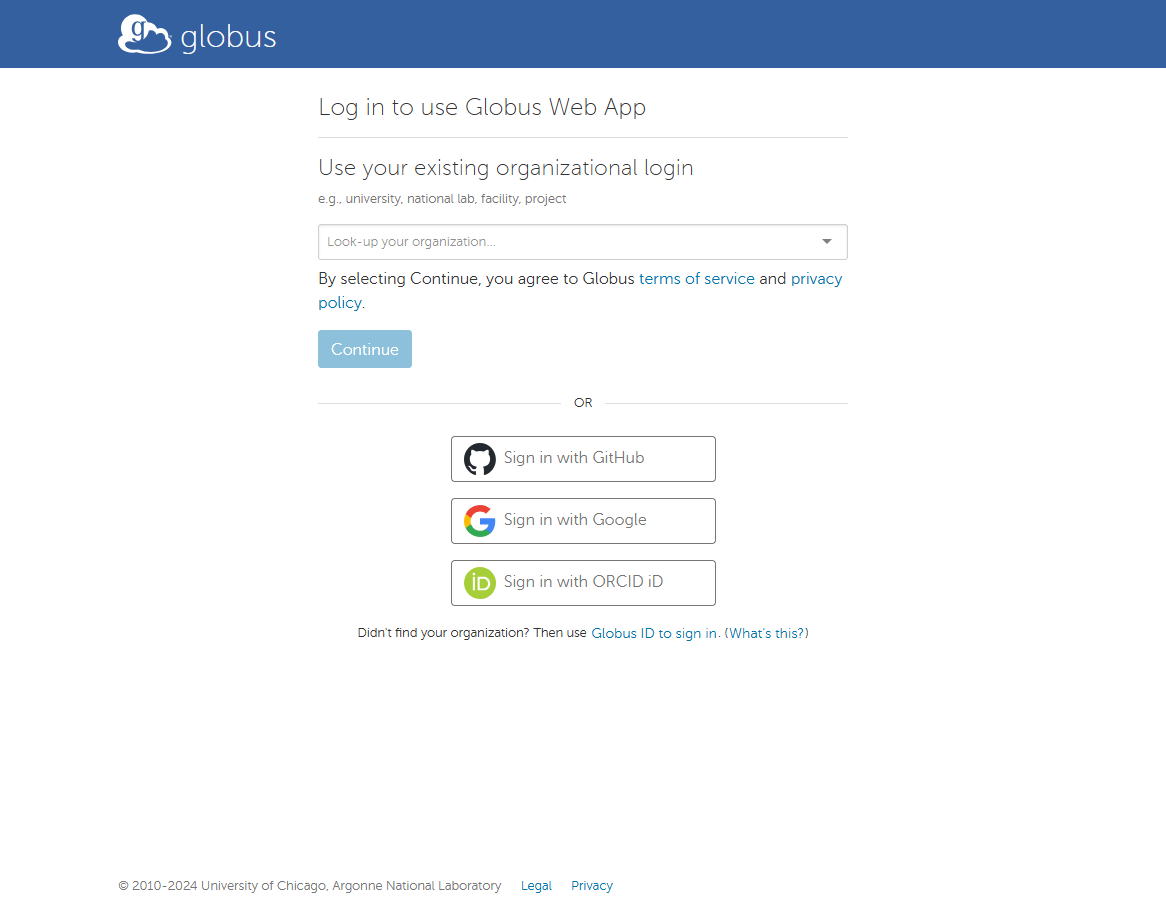 globus
Log in to use Globus Web App
Use your existing organizational login
e.g., university, national lab, facility, project
Look-up your organization...
By selecting Continue, you agree to Globus terms of service and privacy
policy.
Continue
OR
Sign in with GitHub
Sign in with Google
iD Sign in with ORCID iD
Didn't find your organization? Then use Globus ID to sign in. (What's this?)
© 2010-2024 University of Chicago, Argonne National Laboratory Legal Privacy